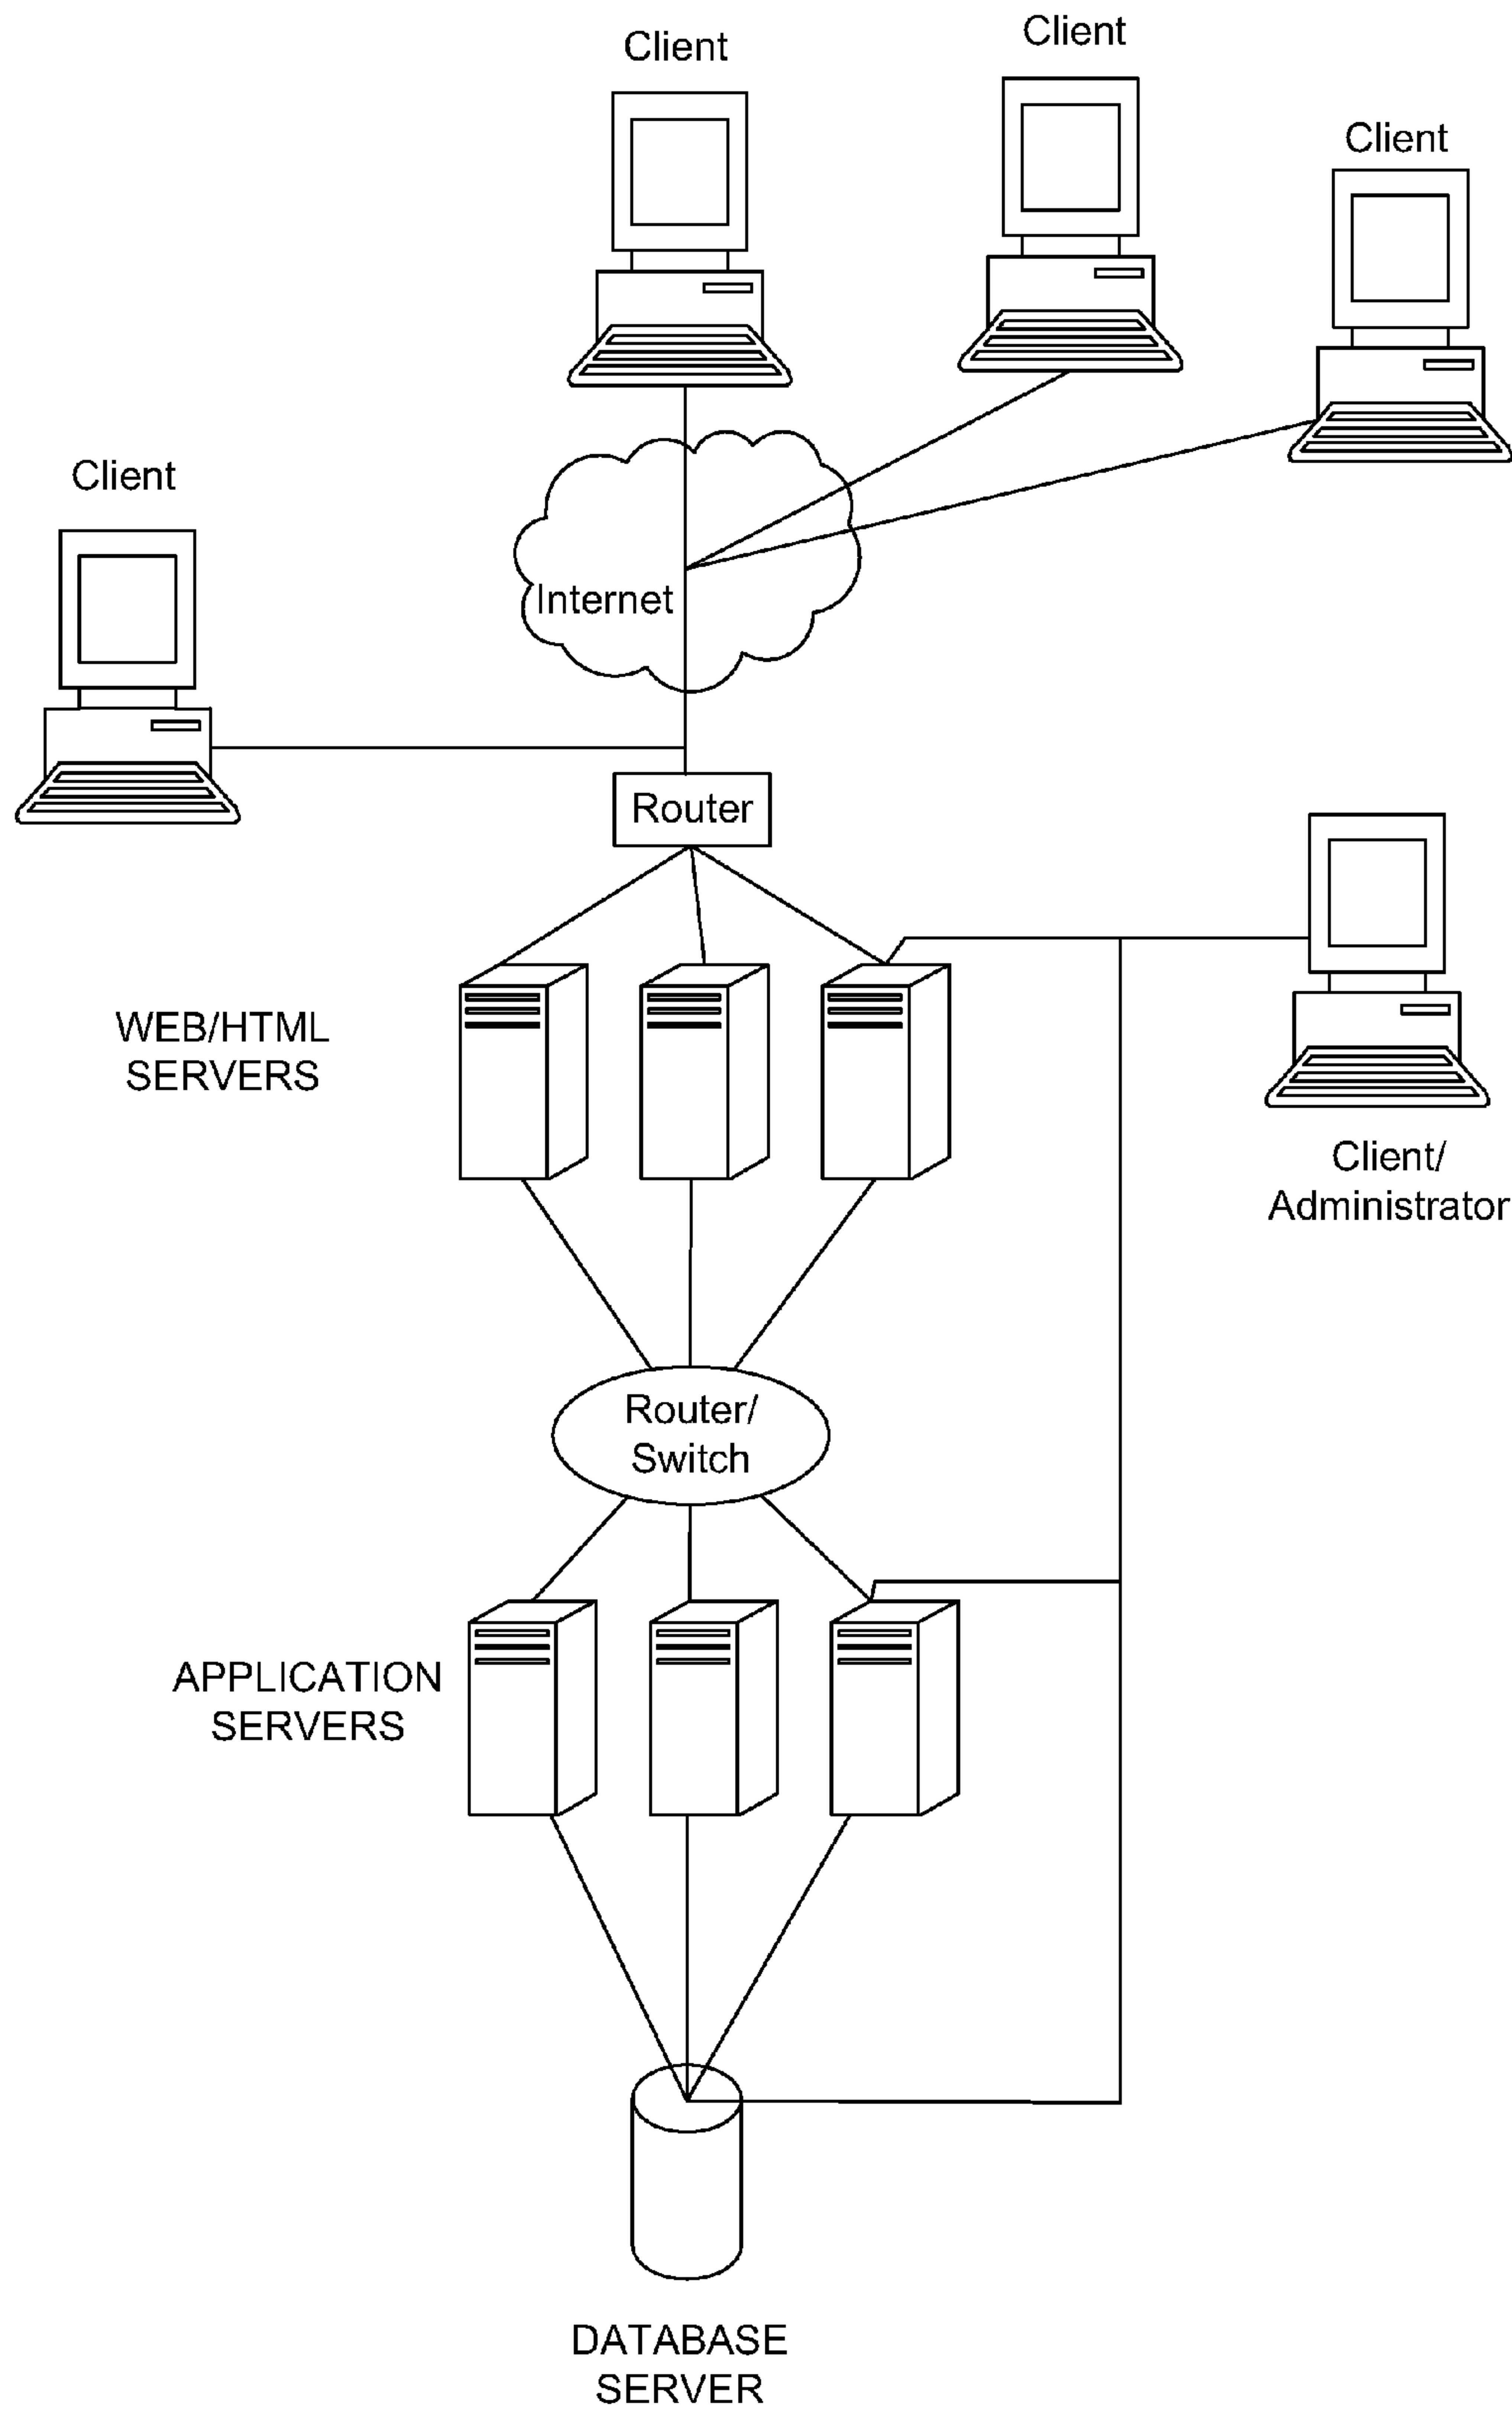 Client
Client
Client
Client
Internet
Router
WEB/HTML
SERVERS
Client/
Administrator
Router/
Switch
APPLICATION
SERVERS
DATABASE
SERVER